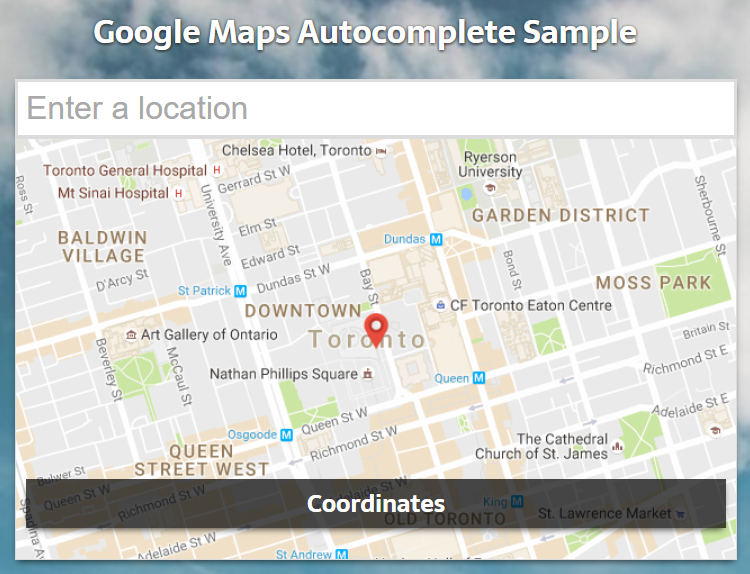 Google Maps Autocomplete Sample
Enter a location
Chelsea Hotel, Toronto
Ryerson
University
Toronto General Hospital H
Mt Sinai Hospital H
Gerrard St W
Ross St
University Ave
Sherbourne St
GARDEN DISTRICT
Elm St
BALDWIN
VILLAGE
Dundas M
Edward St
Bond St
D'Arcy St
Dundas St W
Bay St
St Patrick M
MOSS PARK
DOWNTOWN
CF Toronto Eaton Centre
Art Gallery of Ontario
Toronto
Britain St
Beverley St
McCaul St
Richmond St E
Nathan Phillips Square
Queen M
Adelaide St E
Queen St W
Osgoode M
Richmond St W
The Cathedral
Church of St. James
QUEEN
STREET WEST
Bulwer St
Queen St W
Richmond St W
Adelaide St W
Coordinates
King M
St. Lawrence Market
OLD TORONTO
Spadina Av
Adelaide St W
St Andrew M